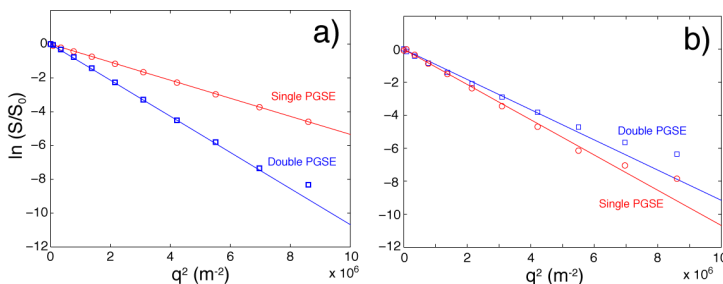 a)
0
−2
−4
−6
−8
−10
−12
ln (S/S₀)
Single PGSE
Double PGSE
0 2 4 6 8 10
q² (m⁻²)
x 10⁶
b)
0
−2
−4
−6
−8
−10
−12
Double PGSE
Single PGSE
0 2 4 6 8 10
q² (m⁻²)
x 10⁶